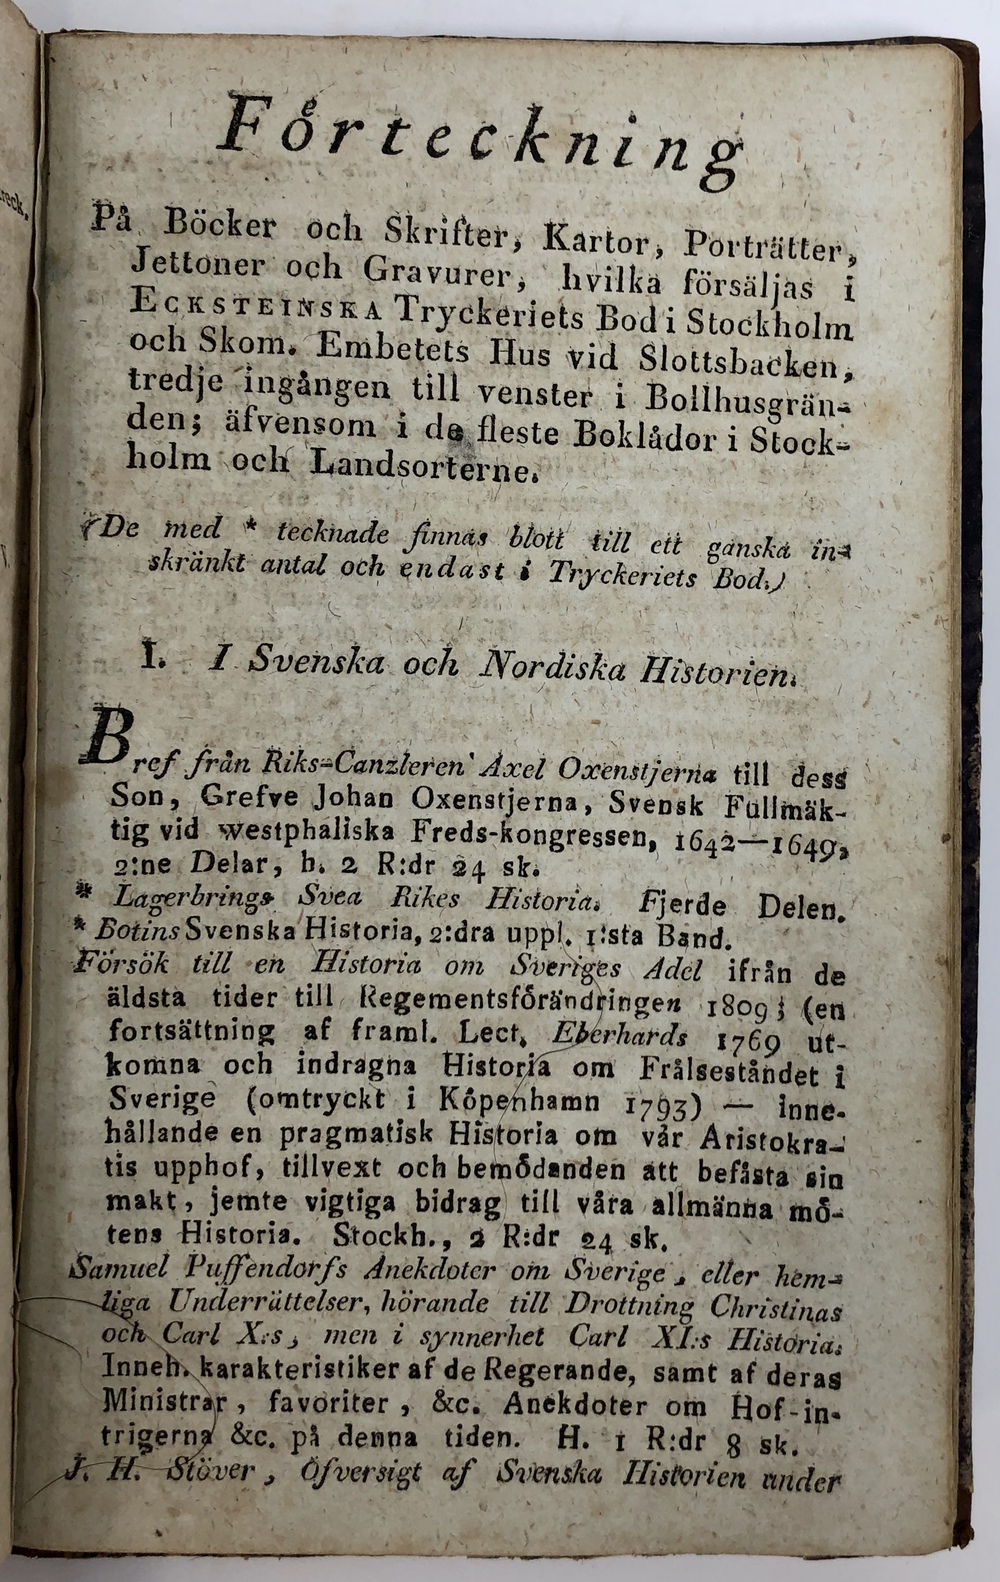 reck.
Förteckning
På Böcker och Skrifter, Kartor, Porträtter,
Jettoner och Gravurer, hvilka försäljas i
ECKSTEINSKA Tryckeriets Bod i Stockholm
och Skom. Embetets Hus vid Slottsbacken,
tredje ingången till venster i Bollhusgrän-
den; äfvensom i de fleste Boklådor i Stock-
holm och Landsorterne.
(De med * tecknade finnas blott till ett ganska in-
skränkt antal och endast i Tryckeriets Bod.)
I. I Svenska och Nordiska Historien.
Bref från Riks-Canzleren Axel Oxenstjerna till dess
Son, Grefve Johan Oxenstjerna, Svensk Fullmäk-
tig vid Westphaliska Freds-kongressen, 1642—1649,
2:ne Delar, h. 2 R:dr 24 sk.
* Lagerbrings Svea Rikes Historia. Fjerde Delen.
* Botins Svenska Historia, 2:dra uppl. 1:sta Band.
Försök till en Historia om Sveriges Adel ifrån de
äldsta tider till Regementsförändringen 1809; (en
fortsättning af framl. Lect. Eberhards 1769 ut-
komna och indragna Historia om Frälseståndet i
Sverige (omtryckt i Köpenhamn 1793) — inne-
hållande en pragmatisk Historia om vår Aristokra-
tis upphof, tillvext och bemödanden att befästa sin
makt, jemte vigtiga bidrag till våra allmänna mö-
tens Historia. Stockh., 2 R:dr 24 sk.
Samuel Puffendorfs Anekdoter om Sverige, eller hem-
liga Underrättelser, hörande till Drottning Christinas
och Carl X:s, men i synnerhet Carl XI:s Historia.
Inneh. karakteristiker af de Regerande, samt af deras
Ministrar, favoriter, &c. Anekdoter om Hof-in-
trigerna &c. på denna tiden. H. 1 R:dr 8 sk.
J. H. Stöver, Öfversigt af Svenska Historien under